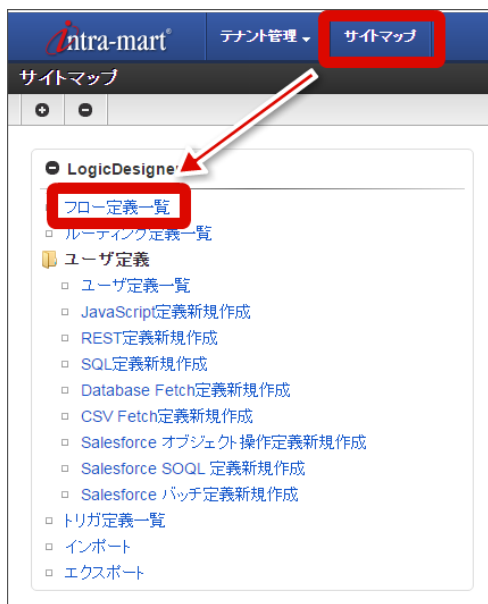 intra-mart® テナント管理 サイトマップ
サイトマップ
LogicDesigner
フロー定義一覧
ルーティング定義一覧
ユーザ定義
ユーザ定義一覧
JavaScript定義新規作成
REST定義新規作成
SQL定義新規作成
Database Fetch定義新規作成
CSV Fetch定義新規作成
Salesforce オブジェクト操作定義新規作成
Salesforce SOQL 定義新規作成
Salesforce バッチ定義新規作成
トリガ定義一覧
インポート
エクスポート